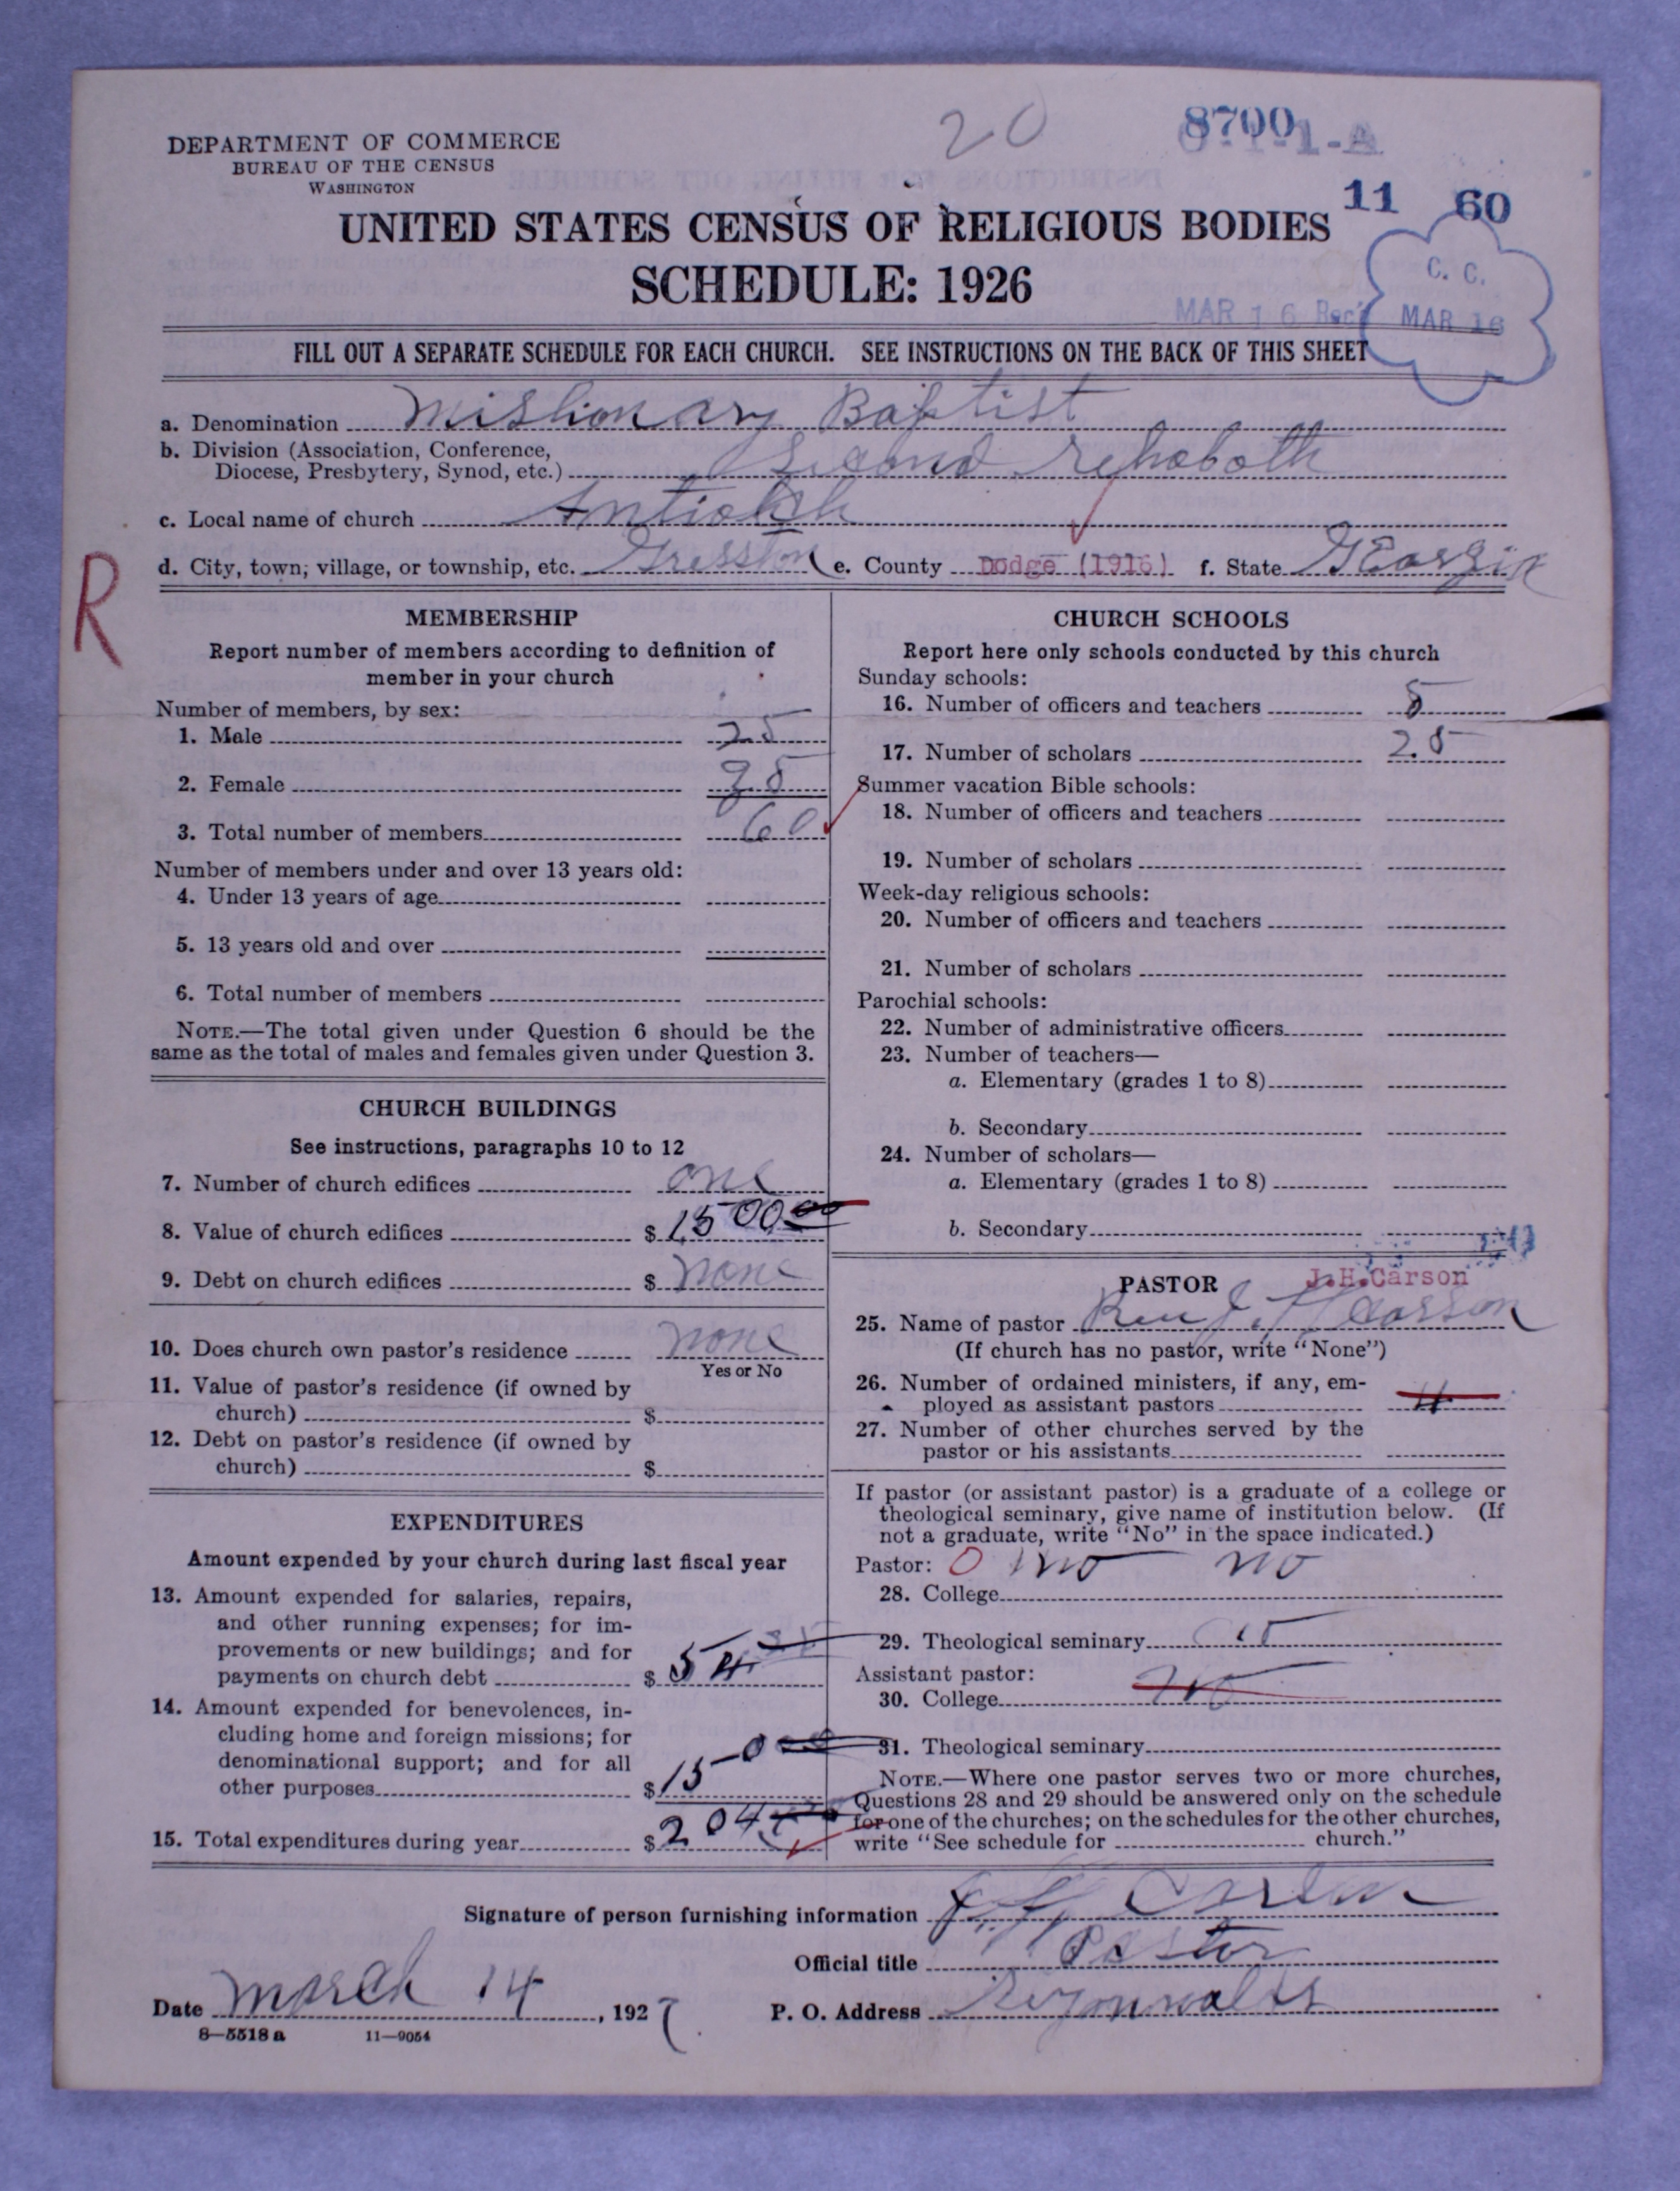 20
8700
DEPARTMENT OF COMMERCE
BUREAU OF THE CENSUS
WASHINGTON
11 60
UNITED STATES CENSUS OF RELIGIOUS BODIES
SCHEDULE: 1926
C. C.
MAR 16 Rec'd MAR 16
FILL OUT A SEPARATE SCHEDULE FOR EACH CHURCH. SEE INSTRUCTIONS ON THE BACK OF THIS SHEET
a. Denomination Missionary Baptist
b. Division (Association, Conference,
Diocese, Presbytery, Synod, etc.) Second Rehoboth
c. Local name of church
d. City, town, village, or township, etc. Gresston e. County Dodge (1916) f. State GEorgia
R
MEMBERSHIP
Report number of members according to definition of
member in your church
Number of members, by sex:
1. Male 25
2. Female 35
3. Total number of members 60
Number of members under and over 13 years old:
4. Under 13 years of age
5. 13 years old and over
6. Total number of members
NOTE.—The total given under Question 6 should be the
same as the total of males and females given under Question 3.
CHURCH BUILDINGS
See instructions, paragraphs 10 to 12
7. Number of church edifices one
8. Value of church edifices $ 1500 00
9. Debt on church edifices $ none
10. Does church own pastor's residence none
Yes or No
11. Value of pastor's residence (if owned by
church) $
12. Debt on pastor's residence (if owned by
church) $
EXPENDITURES
Amount expended by your church during last fiscal year
13. Amount expended for salaries, repairs,
and other running expenses; for im-
provements or new buildings; and for
payments on church debt $ 54
14. Amount expended for benevolences, in-
cluding home and foreign missions; for
denominational support; and for all
other purposes $ 150
15. Total expenditures during year $ 204
CHURCH SCHOOLS
Report here only schools conducted by this church
Sunday schools:
16. Number of officers and teachers 5
17. Number of scholars 25
Summer vacation Bible schools:
18. Number of officers and teachers
19. Number of scholars
Week-day religious schools:
20. Number of officers and teachers
21. Number of scholars
Parochial schools:
22. Number of administrative officers
23. Number of teachers—
a. Elementary (grades 1 to 8)
b. Secondary
24. Number of scholars—
a. Elementary (grades 1 to 8)
b. Secondary
PASTOR J.H.Carson
25. Name of pastor Rev J. H Carson
(If church has no pastor, write "None")
26. Number of ordained ministers, if any, em-
ployed as assistant pastors 4
27. Number of other churches served by the
pastor or his assistants
If pastor (or assistant pastor) is a graduate of a college or
theological seminary, give name of institution below. (If
not a graduate, write "No" in the space indicated.)
Pastor: O no no
28. College
29. Theological seminary
Assistant pastor:
30. College no
31. Theological seminary
NOTE.—Where one pastor serves two or more churches,
Questions 28 and 29 should be answered only on the schedule
for one of the churches; on the schedules for the other churches,
write "See schedule for church."
Signature of person furnishing information J. H. Carson
Official title Pastor
Date march 14, 1927 P. O. Address
8—5518 a 11—9054